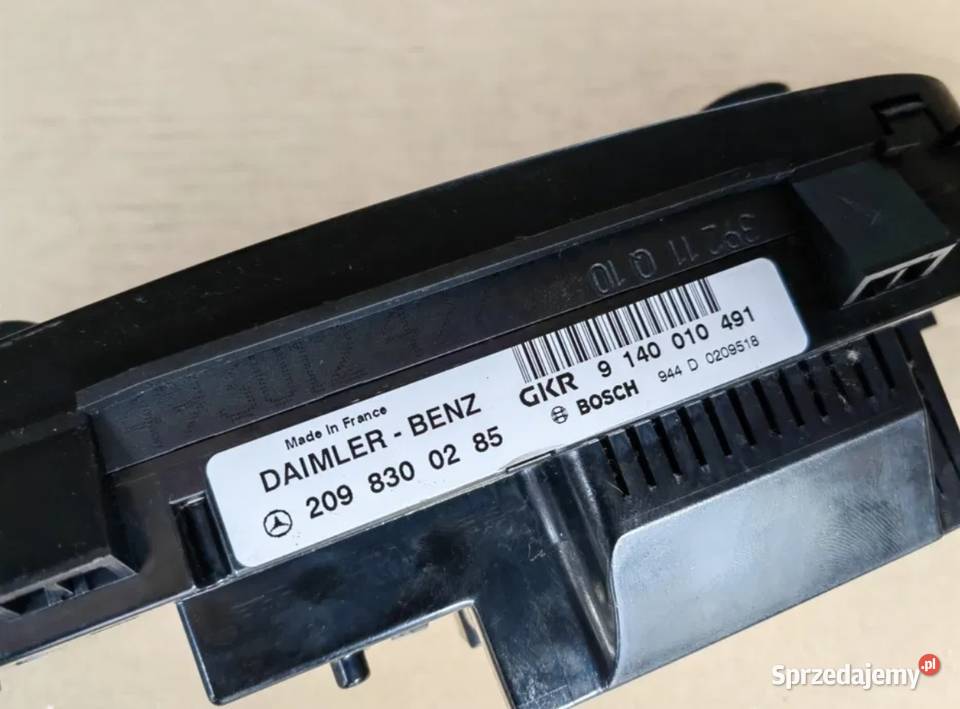 39211Q10
Made In France
DAIMLER - BENZ
209 830 02 85
GKR 9 140 010 491
BOSCH 944 D 0209518
Sprzedajemy.pl